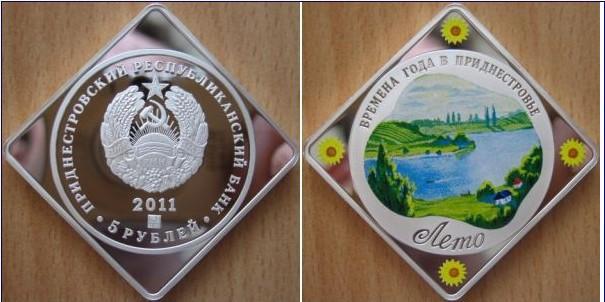 ПРИДНЕСТРОВСКИЙ РЕСПУБЛИКАНСКИЙ БАНК
2011
5 РУБЛЕЙ
ВРЕМЕНА ГОДА В ПРИДНЕСТРОВЬЕ
Лето